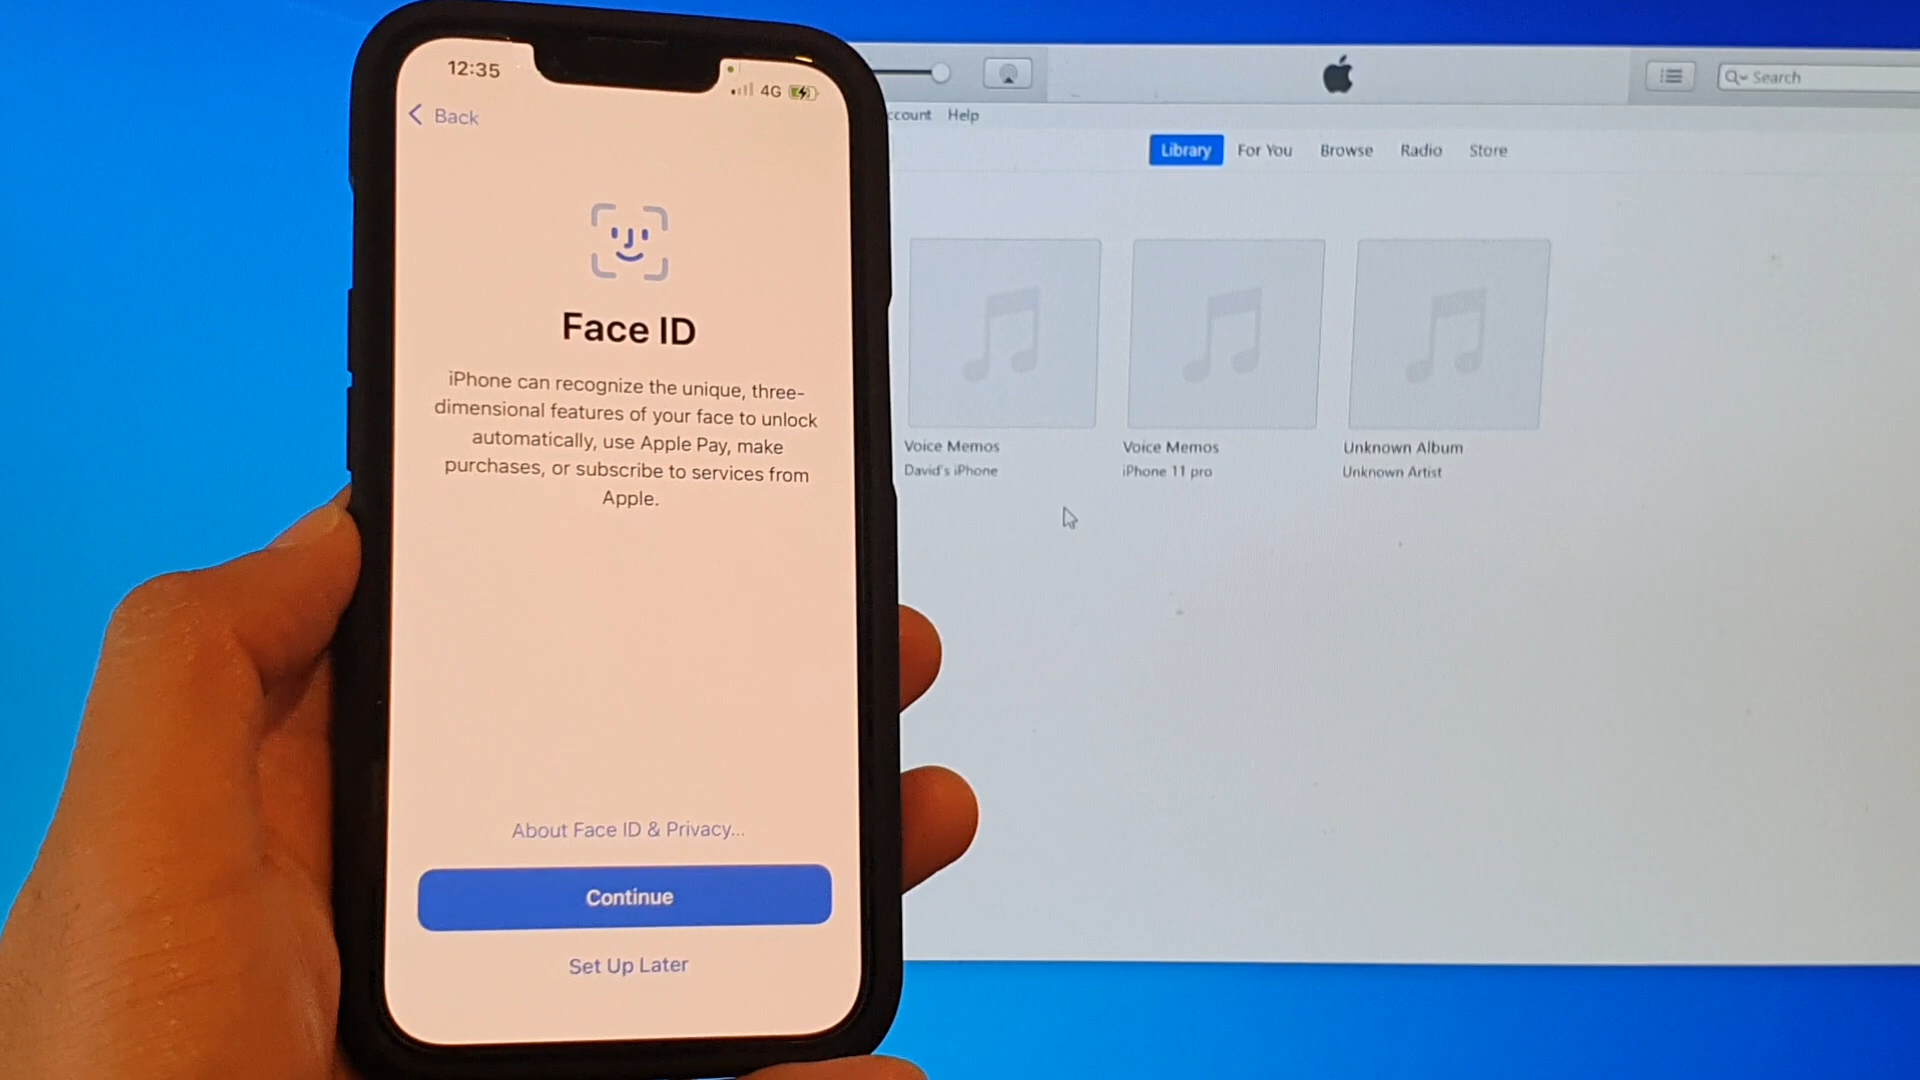 12:35
4G
Back
Face ID
iPhone can recognize the unique, three-
dimensional features of your face to unlock
automatically, use Apple Pay, make
purchases, or subscribe to services from
Apple.
About Face ID & Privacy...
Continue
Set Up Later
Search
ccount Help
Library For You Browse Radio Store
Voice Memos
David's iPhone
Voice Memos
iPhone 11 pro
Unknown Album
Unknown Artist